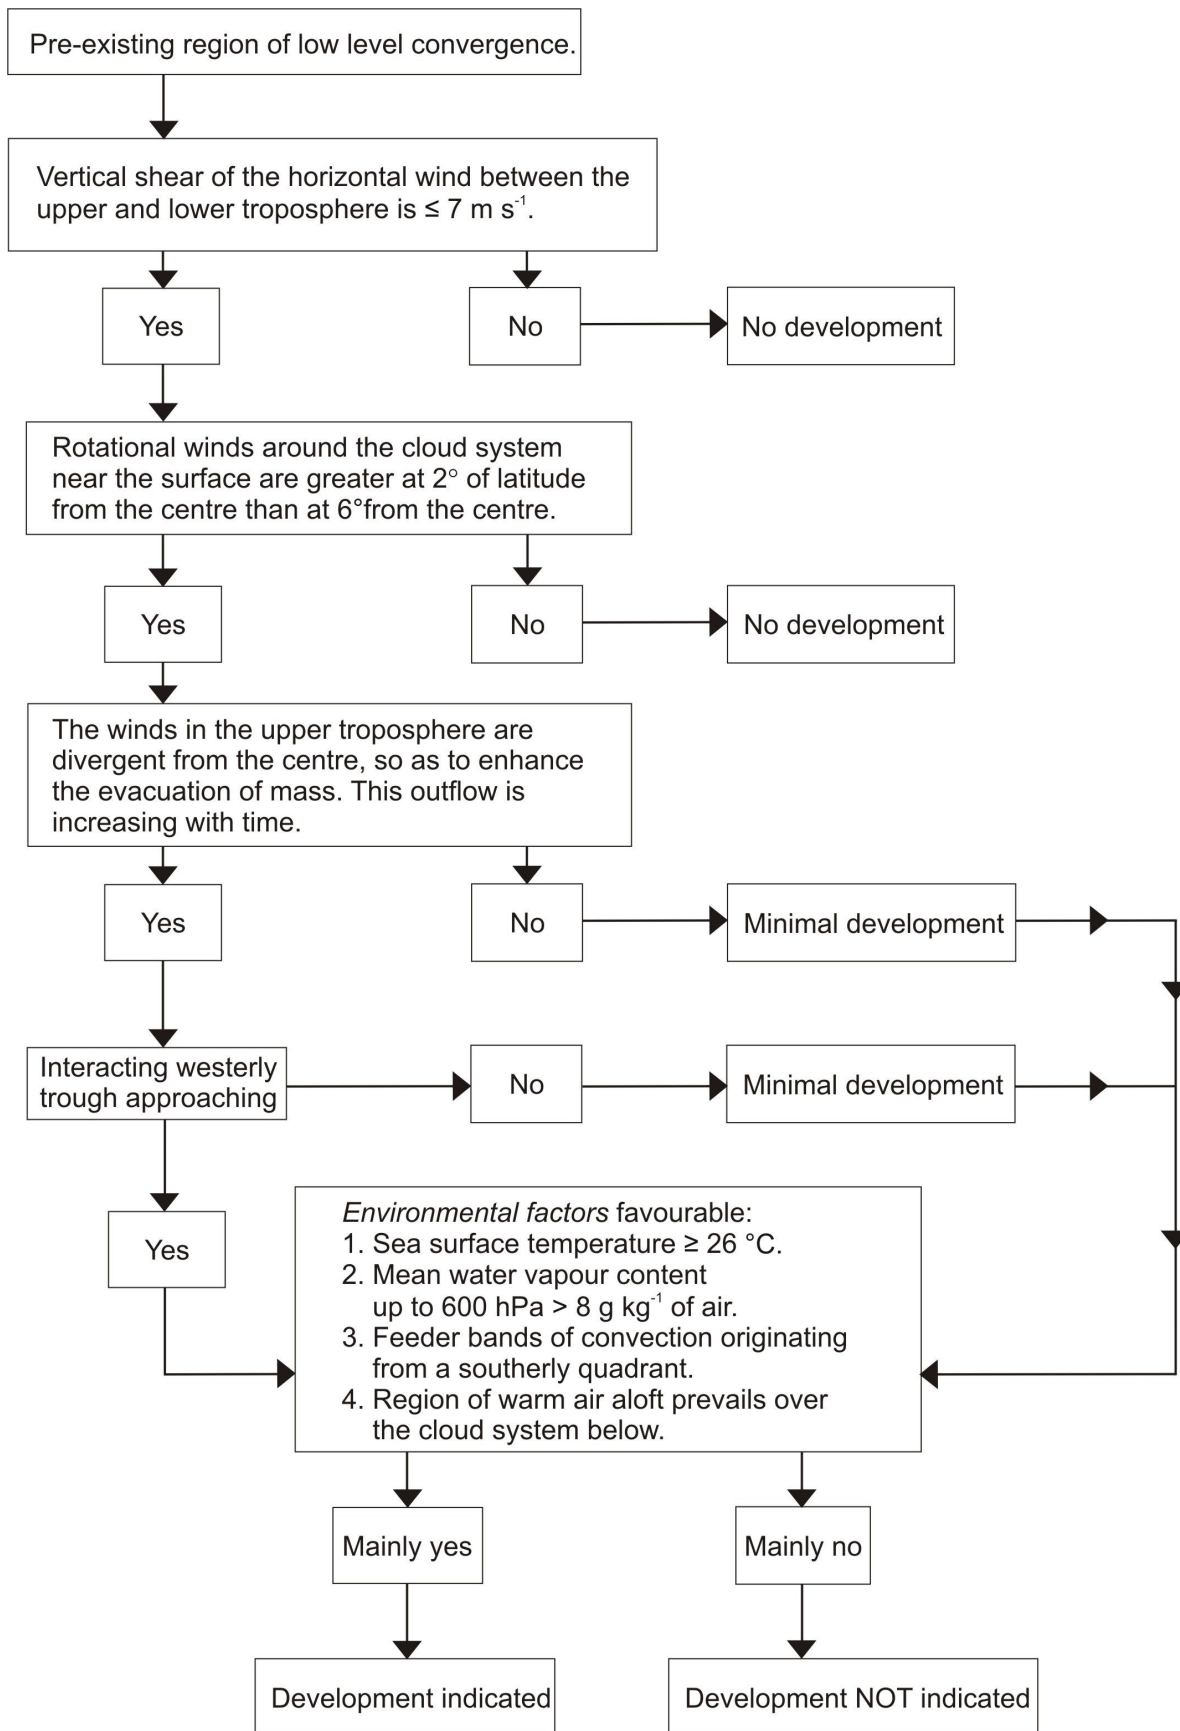 Pre-existing region of low level convergence.
Vertical shear of the horizontal wind between the
upper and lower troposphere is ≤ 7 m s⁻¹.
Yes
No
No development
Rotational winds around the cloud system
near the surface are greater at 2° of latitude
from the centre than at 6°from the centre.
Yes
No
No development
The winds in the upper troposphere are
divergent from the centre, so as to enhance
the evacuation of mass. This outflow is
increasing with time.
Yes
No
Minimal development
Interacting westerly
trough approaching
No
Minimal development
Yes
Environmental factors favourable:
1. Sea surface temperature ≥ 26 °C.
2. Mean water vapour content
up to 600 hPa > 8 g kg⁻¹ of air.
3. Feeder bands of convection originating
from a southerly quadrant.
4. Region of warm air aloft prevails over
the cloud system below.
Mainly yes
Mainly no
Development indicated
Development NOT indicated